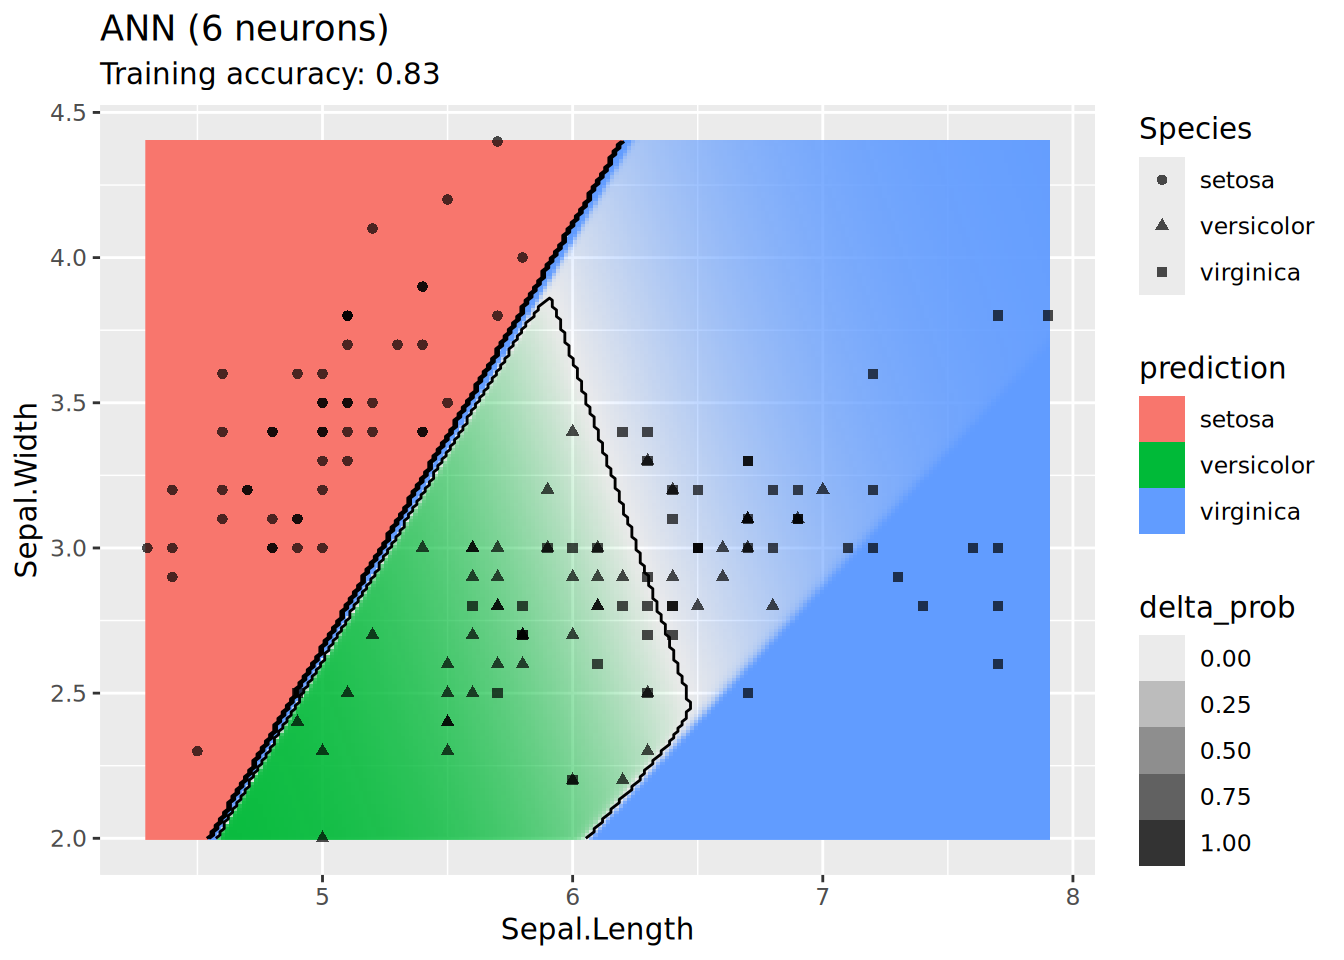 ANN (6 neurons)
Training accuracy: 0.83
4.5
4.0
3.5
3.0
2.5
2.0
Sepal.Width
5
6
7
8
Sepal.Length
Species
setosa
versicolor
virginica
prediction
setosa
versicolor
virginica
delta_prob
0.00
0.25
0.50
0.75
1.00